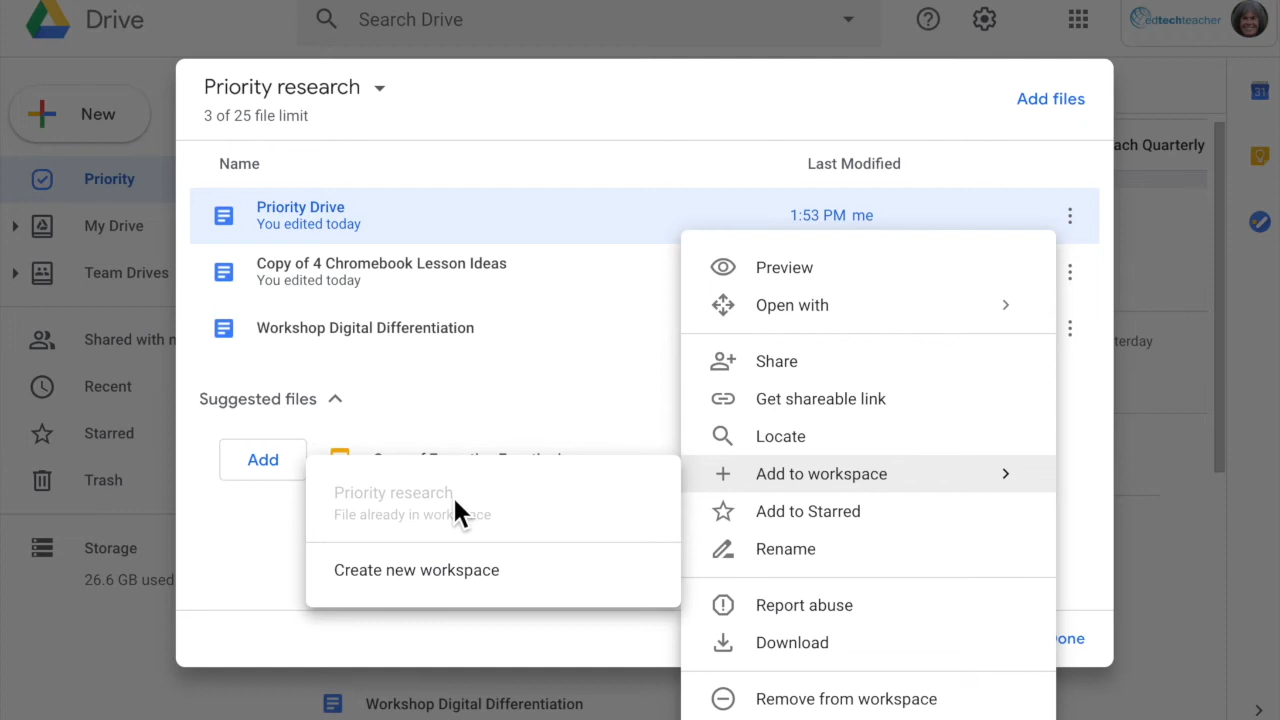 Drive
Search Drive
edtechteacher
Priority research
3 of 25 file limit
Add files
New
Priority
My Drive
Team Drives
Shared with
Recent
Starred
Trash
Storage
26.6 GB used
Name
Last Modified
Priority Drive
You edited today
1:53 PM me
Copy of 4 Chromebook Lesson Ideas
You edited today
Workshop Digital Differentiation
Suggested files
Add
Priority research
File already in workspace
Create new workspace
Preview
Open with
Share
Get shareable link
Locate
Add to workspace
Add to Starred
Rename
Report abuse
Download
Remove from workspace
Quarterly
31
Workshop Digital Differentiation